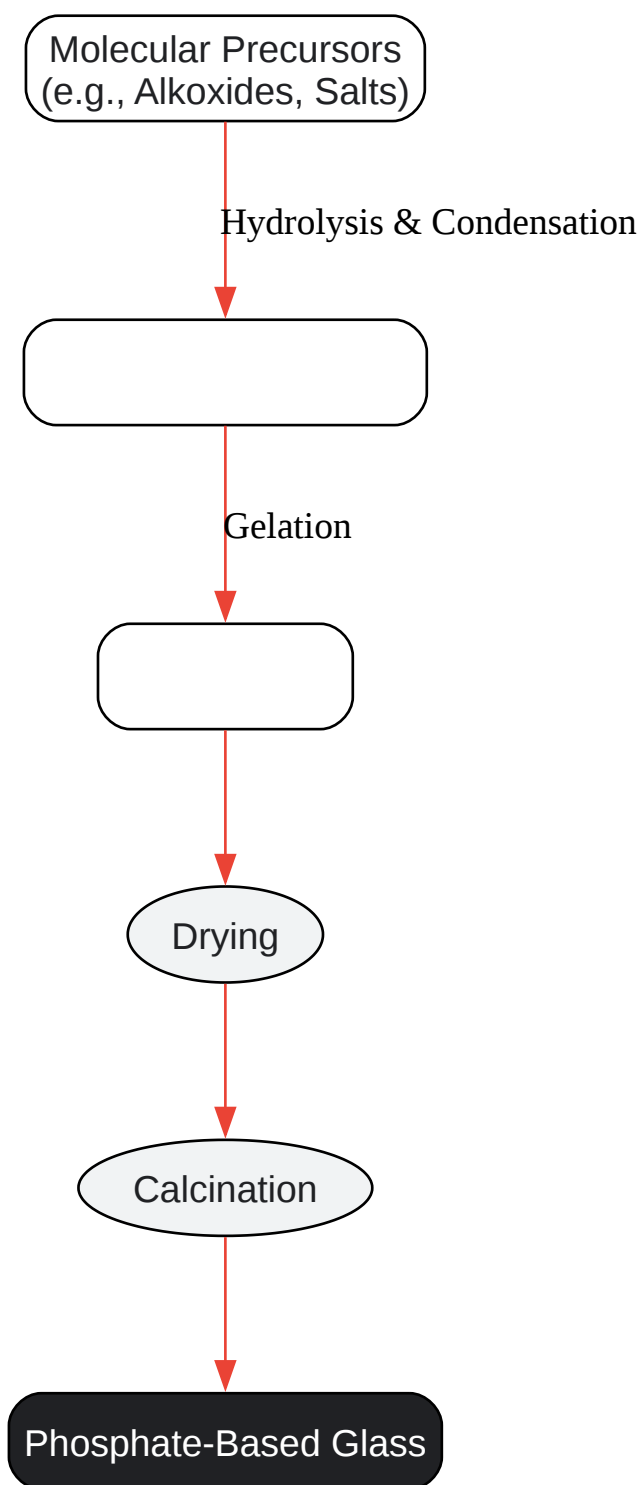 Molecular Precursors
(e.g., Alkoxides, Salts)
Hydrolysis & Condensation
Gelation
Drying
Calcination
Phosphate-Based Glass